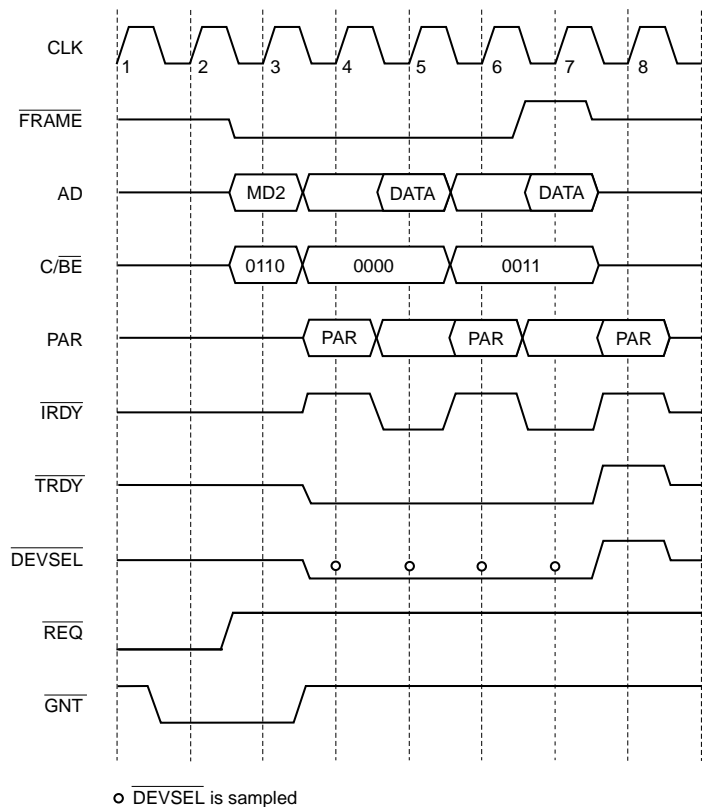 CLK
1 2 3 4 5 6 7 8
FRAME
AD
MD2 DATA DATA
C/BE
0110 0000 0011
PAR
PAR PAR PAR
IRDY
TRDY
DEVSEL
REQ
GNT
DEVSEL is sampled